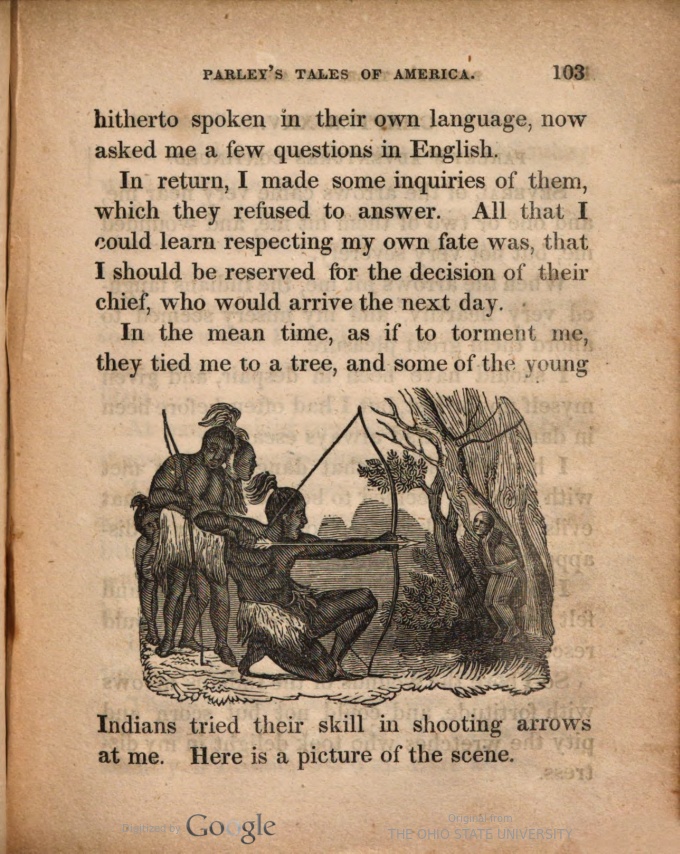 PARLEY'S TALES OF AMERICA. 103
hitherto spoken in their own language, now
asked me a few questions in English.
In return, I made some inquiries of them,
which they refused to answer. All that I
could learn respecting my own fate was, that
I should be reserved for the decision of their
chief, who would arrive the next day.
In the mean time, as if to torment me,
they tied me to a tree, and some of the young
Indians tried their skill in shooting arrows
at me. Here is a picture of the scene.
Digitized by Google
Original from
THE OHIO STATE UNIVERSITY